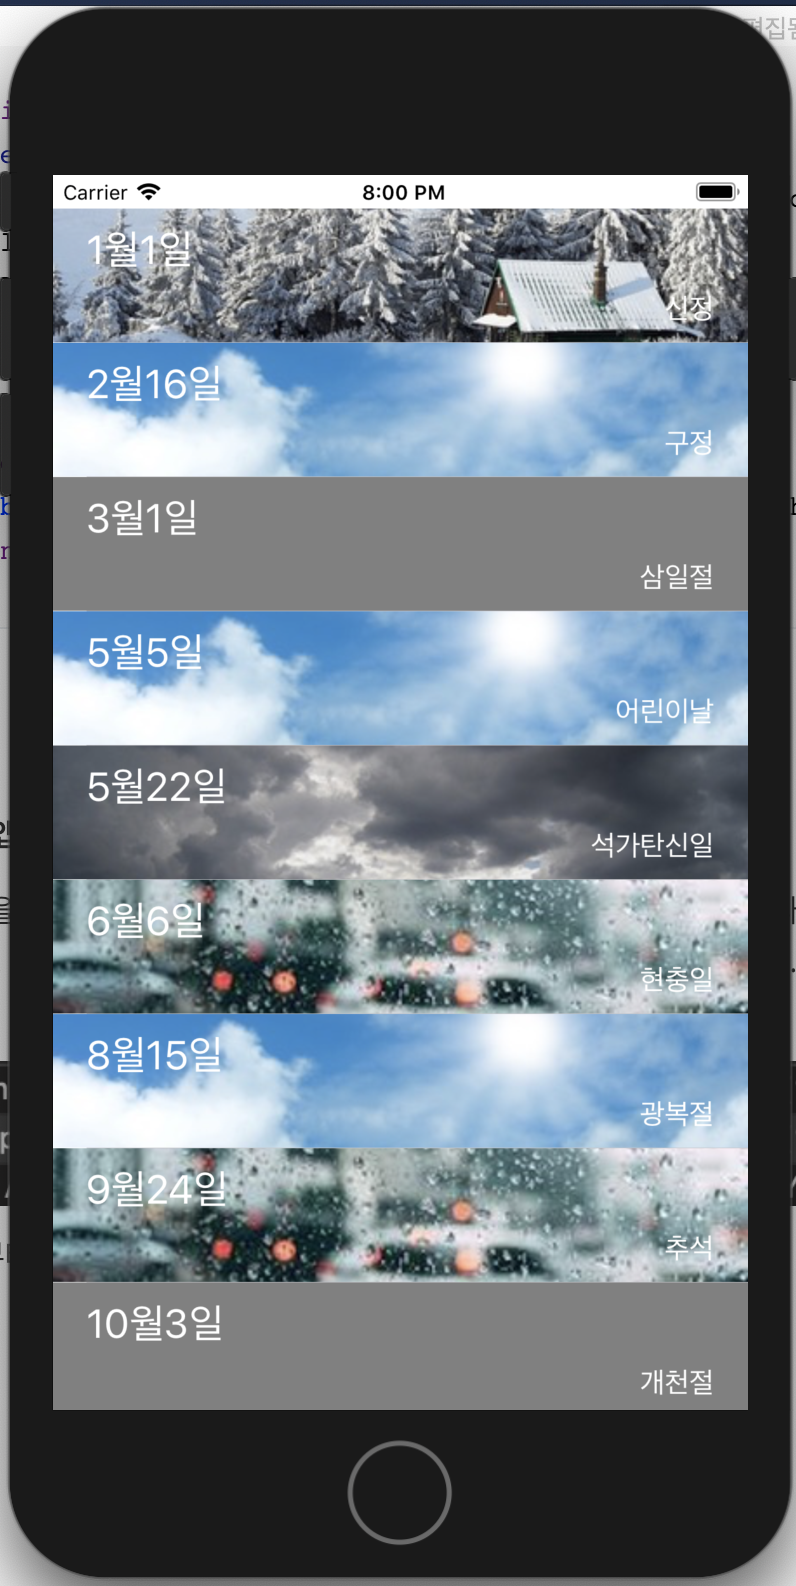 Carrier 8:00 PM
1월1일
신정
2월16일
구정
3월1일
삼일절
5월5일
어린이날
5월22일
석가탄신일
6월6일
현충일
8월15일
광복절
9월24일
추석
10월3일
개천절